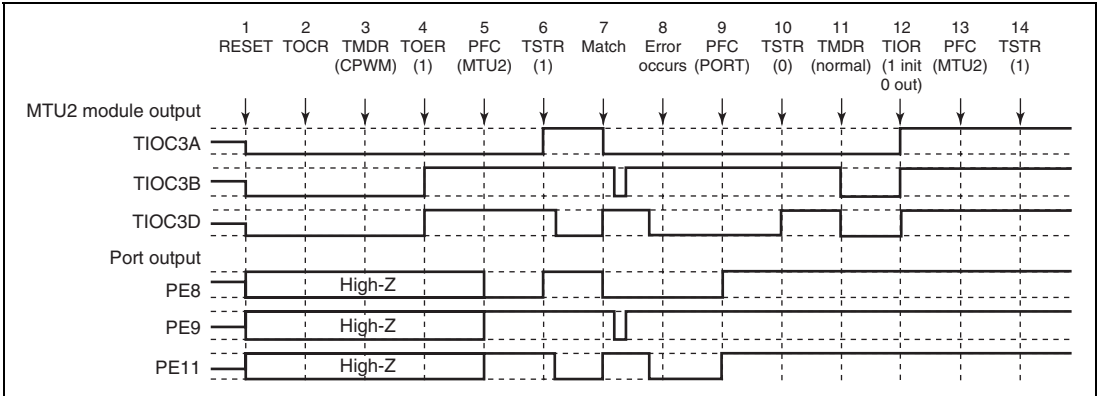 1 2 3 4 5 6 7 8 9 10 11 12 13 14
RESET TOCR TMDR TOER PFC TSTR Match Error PFC TSTR TMDR TIOR PFC TSTR
(CPWM) (1) (MTU2) (1) occurs (PORT) (0) (normal) (1 init (MTU2) (1)
0 out)
MTU2 module output
TIOC3A
TIOC3B
TIOC3D
Port output
PE8 High-Z
PE9 High-Z
PE11 High-Z